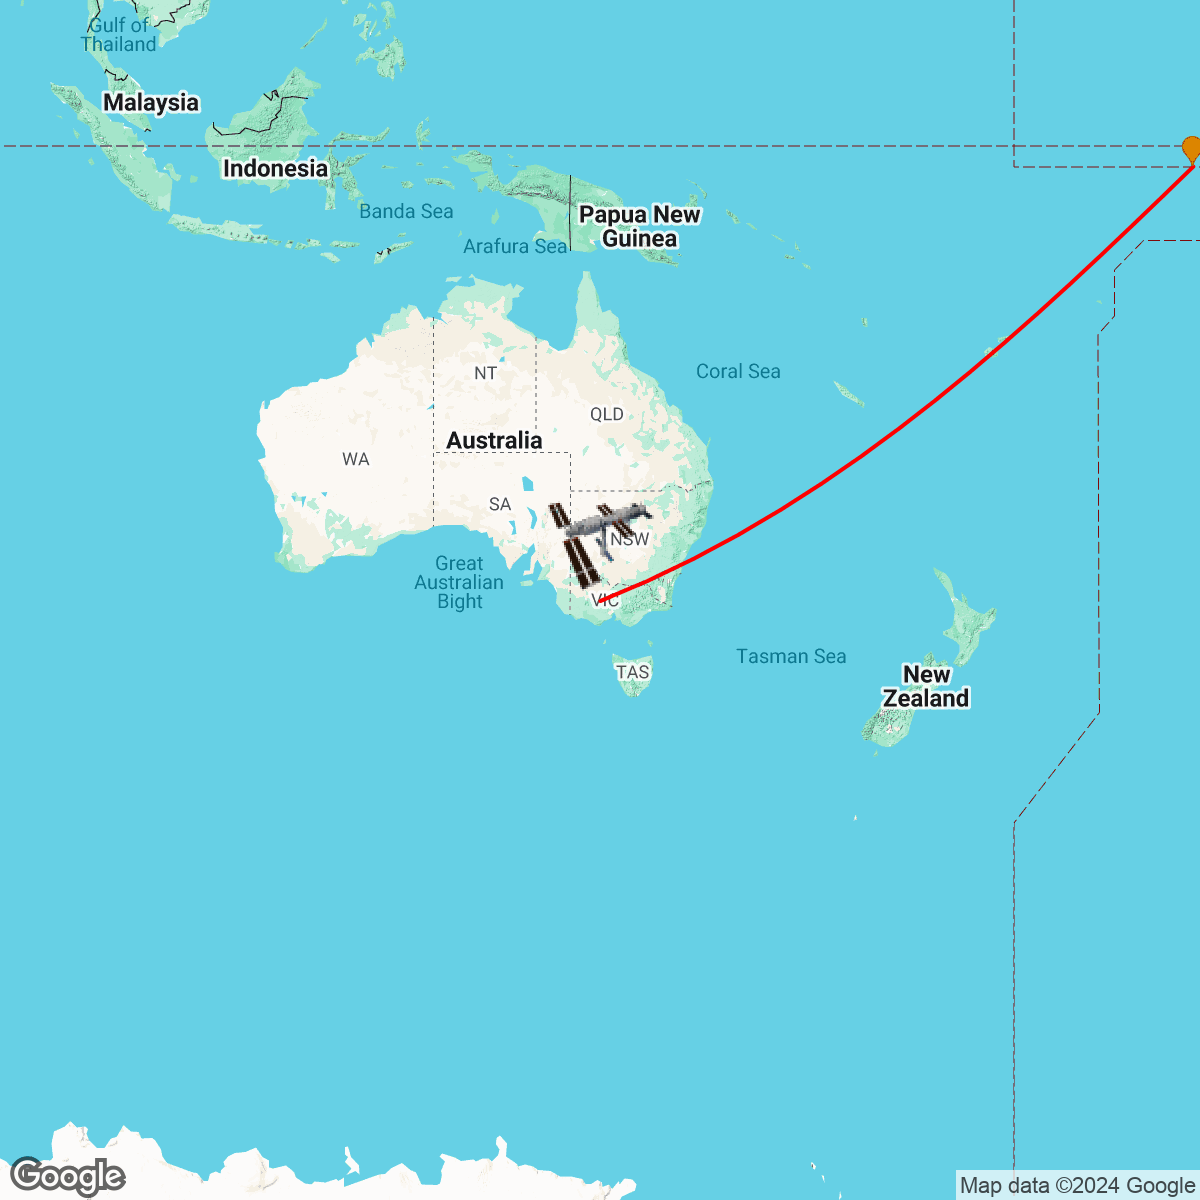 Gulf of
Thailand
Malaysia
Indonesia
Banda Sea
Papua New
Guinea
Arafura Sea
NT
Coral Sea
QLD
Australia
WA
SA
NSW
Great
Australian
Bight
VIC
Tasman Sea
TAS
New
Zealand
Google
Map data ©2024 Google